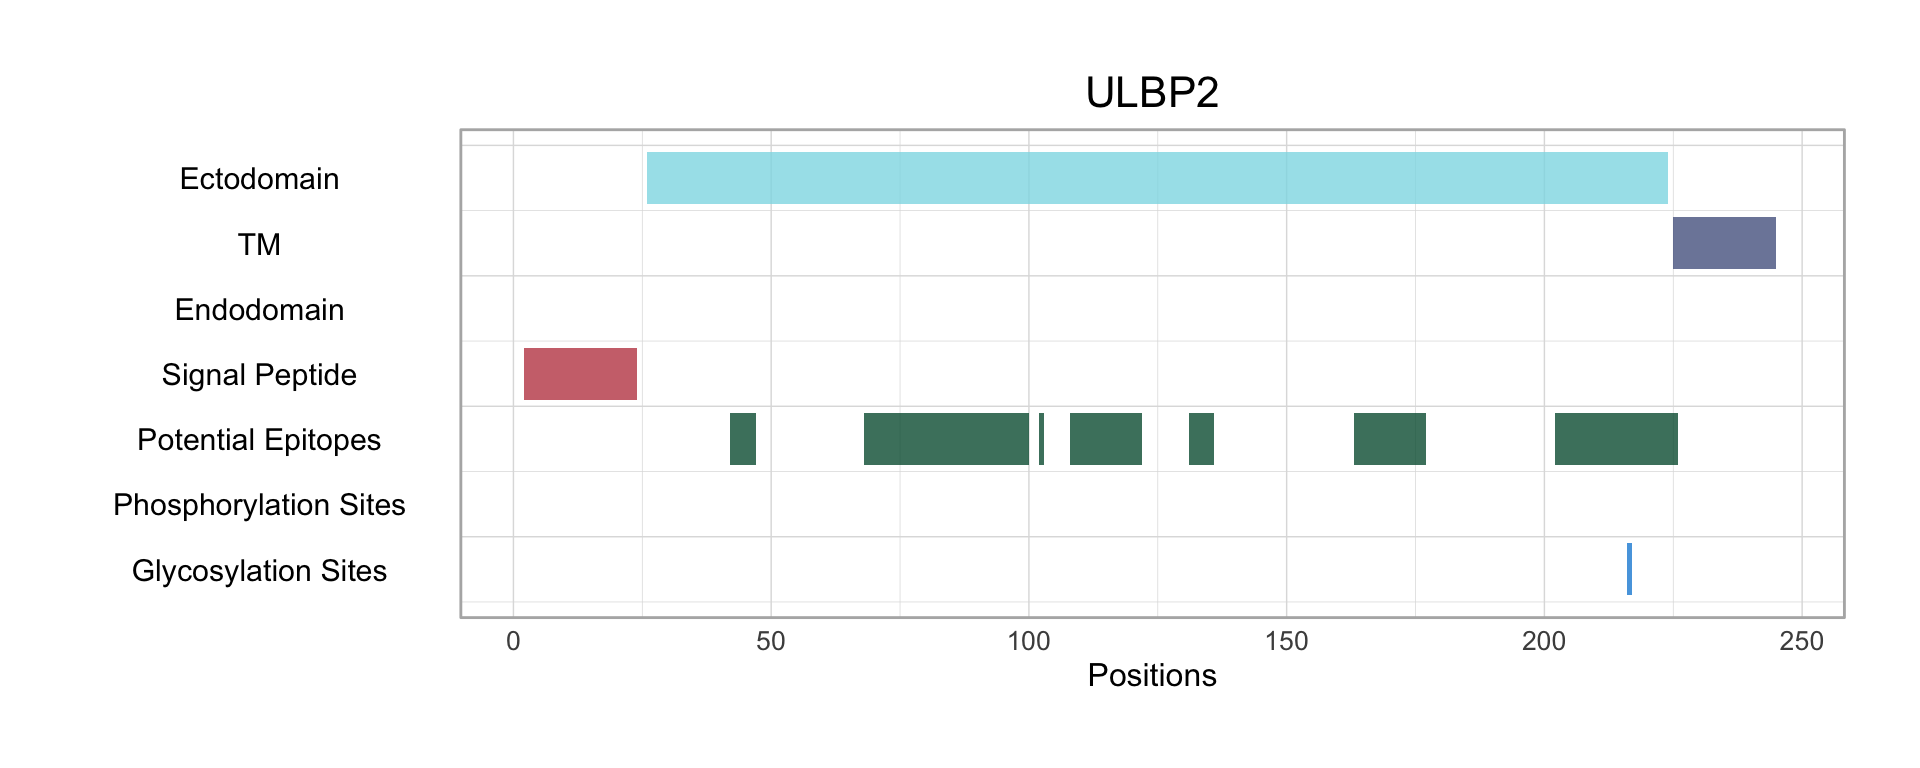 ULBP2
Ectodomain
TM
Endodomain
Signal Peptide
Potential Epitopes
Phosphorylation Sites
Glycosylation Sites
0 50 100 150 200 250
Positions